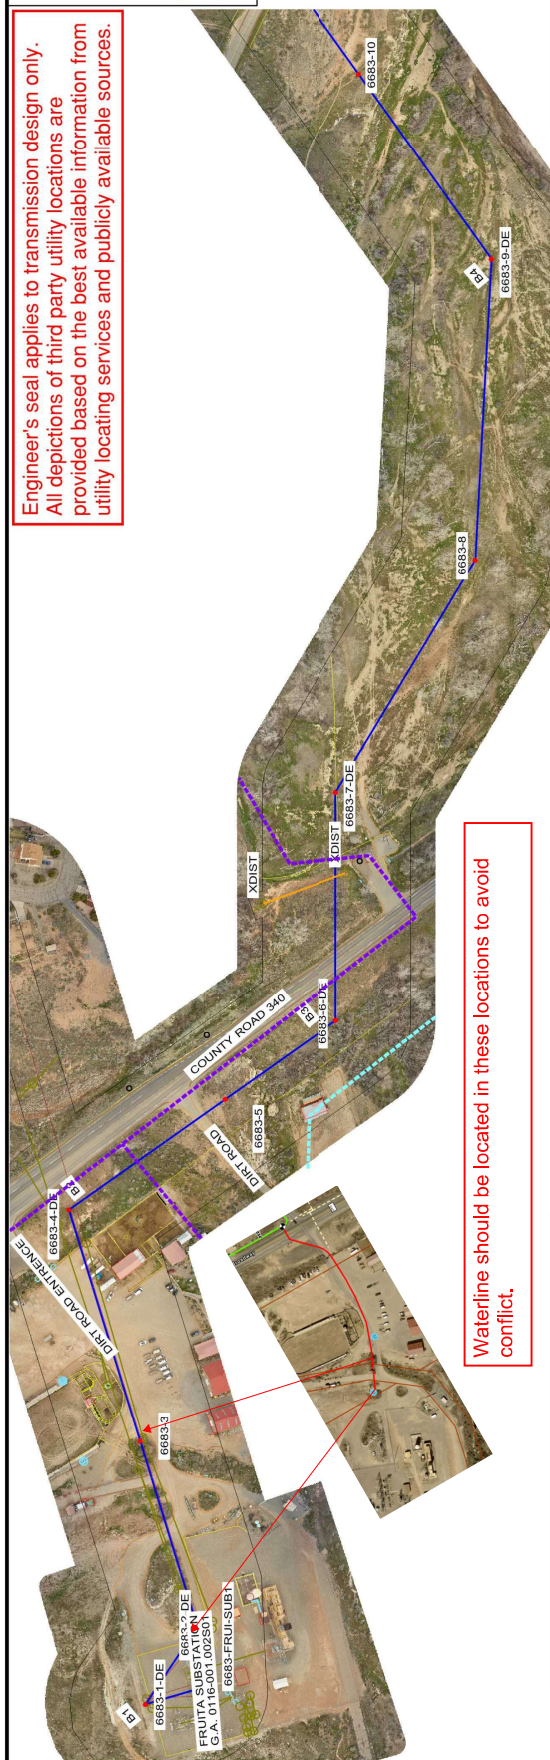 Engineer's seal applies to transmission design only.
All depictions of third party utility locations are
provided based on the best available information from
utility locating services and publicly available sources.
6683-10
6683-9-DE
B4
6683-8
6683-7-DE
XDIST
XDIST
COUNTY ROAD 340
B3
6683-6-DE
6683-5
DIRT ROAD
6683-4-DE
DIRT ROAD ENTRENCE
6683-3
6683-2-DE
FRUITA SUBSTATION
G.A. 0116-001.002S01
6683-FRUI-SUB1
6683-1-DE
B1
Waterline should be located in these locations to avoid
conflict.